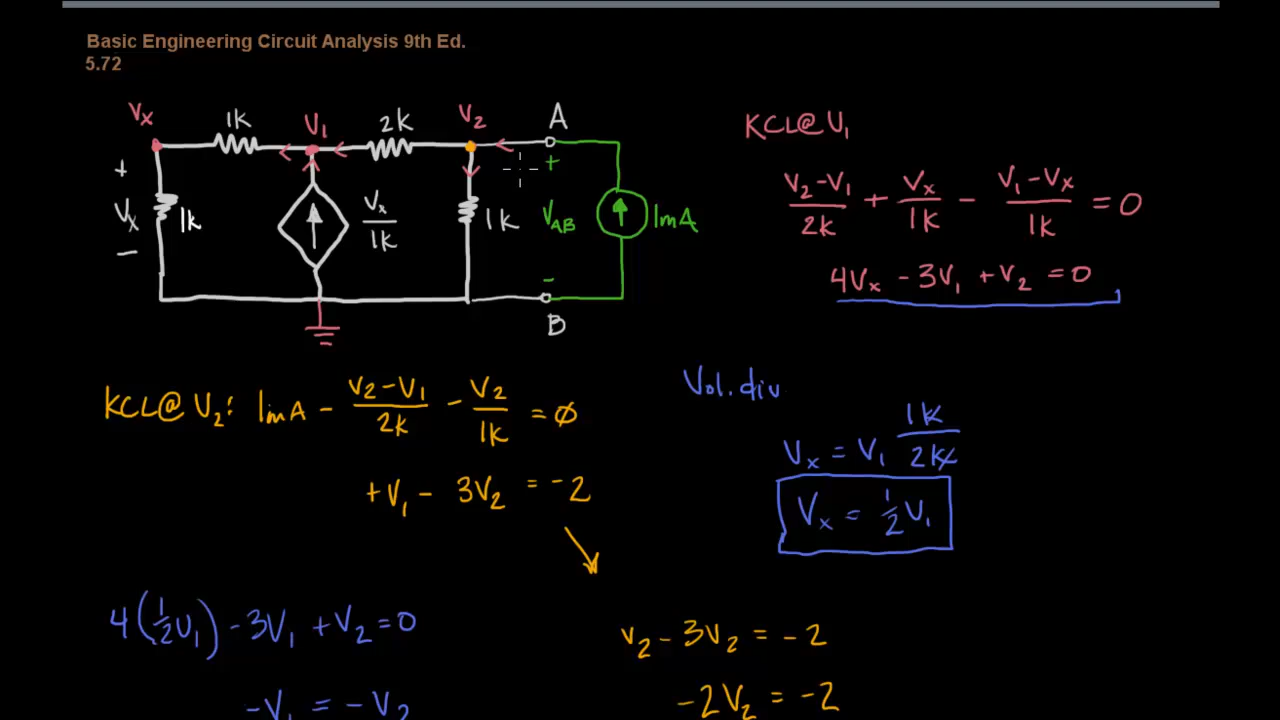 Basic Engineering Circuit Analysis 9th Ed.
5.72
Vx 1k V1 2k V2 A
+ Vx - 1k Vx/1k 1k + VAB - 1mA
B
KCL@V1
(V2-V1)/2k + Vx/1k - (V1-Vx)/1k = 0
4Vx - 3V1 + V2 = 0
KCL@V2: 1mA - (V2-V1)/2k - V2/1k = 0
+V1 - 3V2 = -2
Vol. div
Vx = V1 1k/2k
Vx = 1/2 V1
4(1/2 V1) - 3V1 + V2 = 0
-V1 = -V2
V2 - 3V2 = -2
-2V2 = -2